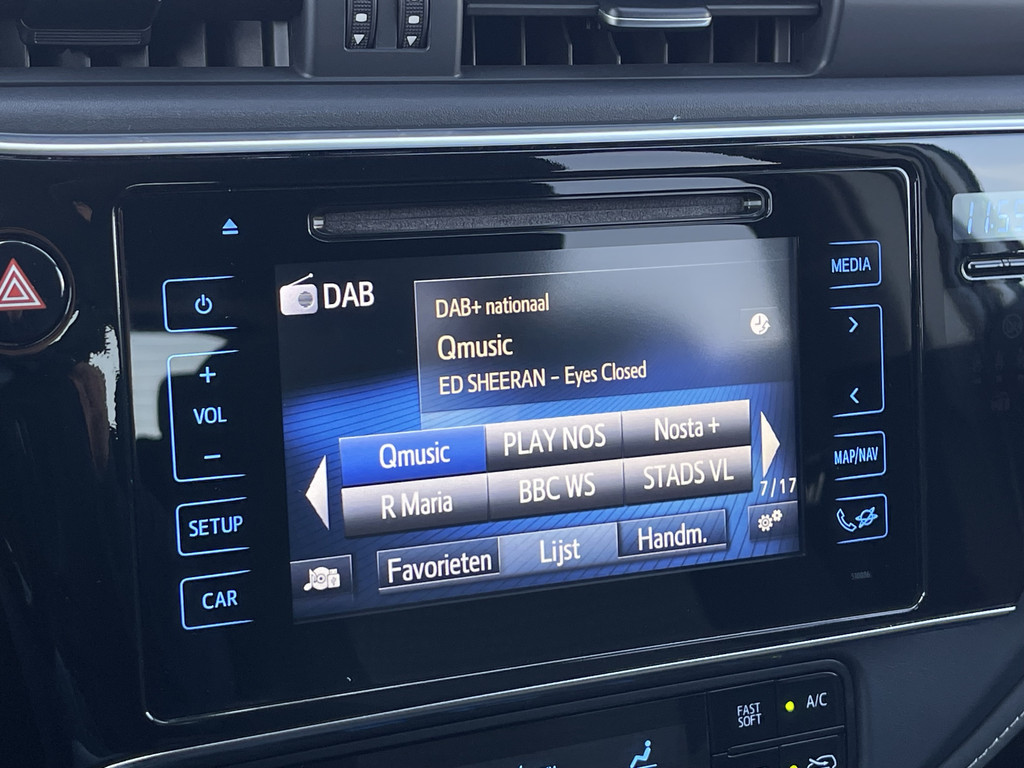 DAB
DAB+ nationaal
Qmusic
ED SHEERAN – Eyes Closed
Qmusic
PLAY NOS
Nosta +
R Maria
BBC WS
STADS VL
7/17
Favorieten
Lijst
Handm.
+
VOL
−
SETUP
CAR
MEDIA
>
<
MAP/NAV
FAST
SOFT
A/C